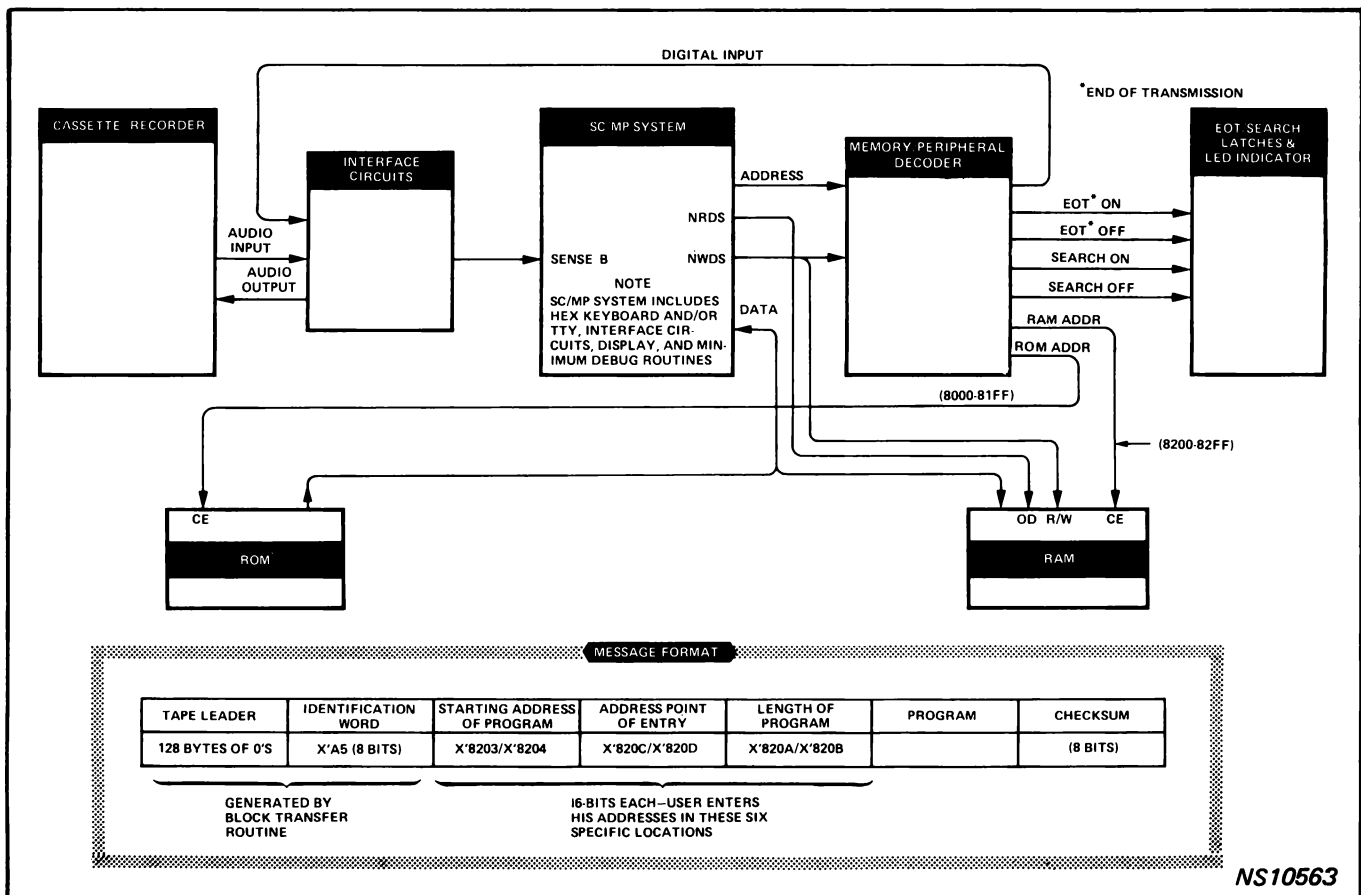 DIGITAL INPUT
*END OF TRANSMISSION
CASSETTE RECORDER
INTERFACE
CIRCUITS
SC/MP SYSTEM
MEMORY/PERIPHERAL
DECODER
EOT/SEARCH
LATCHES &
LED INDICATOR
AUDIO
INPUT
AUDIO
OUTPUT
ADDRESS
NRDS
NWDS
SENSE B
NOTE
SC/MP SYSTEM INCLUDES
HEX KEYBOARD AND/OR
TTY, INTERFACE CIR-
CUITS, DISPLAY, AND MIN-
IMUM DEBUG ROUTINES
DATA
EOT* ON
EOT* OFF
SEARCH ON
SEARCH OFF
RAM ADDR
ROM ADDR
(8000-81FF)
(8200-82FF)
CE
ROM
OD R/W CE
RAM
MESSAGE FORMAT
TAPE LEADER
IDENTIFICATION
WORD
STARTING ADDRESS
OF PROGRAM
ADDRESS POINT
OF ENTRY
LENGTH OF
PROGRAM
PROGRAM
CHECKSUM
128 BYTES OF 0'S
X'A5 (8 BITS)
X'8203/X'8204
X'820C/X'820D
X'820A/X'820B
(8 BITS)
GENERATED BY
BLOCK TRANSFER
ROUTINE
16-BITS EACH—USER ENTERS
HIS ADDRESSES IN THESE SIX
SPECIFIC LOCATIONS
NS10563